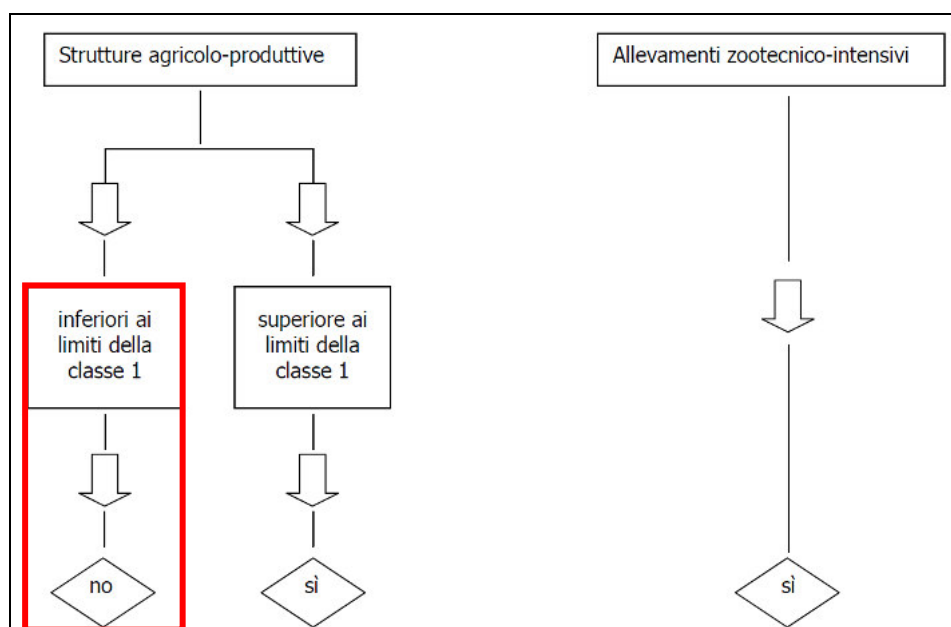 Strutture agricolo-produttive
Allevamenti zootecnico-intensivi
inferiori ai
limiti della
classe 1
superiore ai
limiti della
classe 1
no
sì
sì